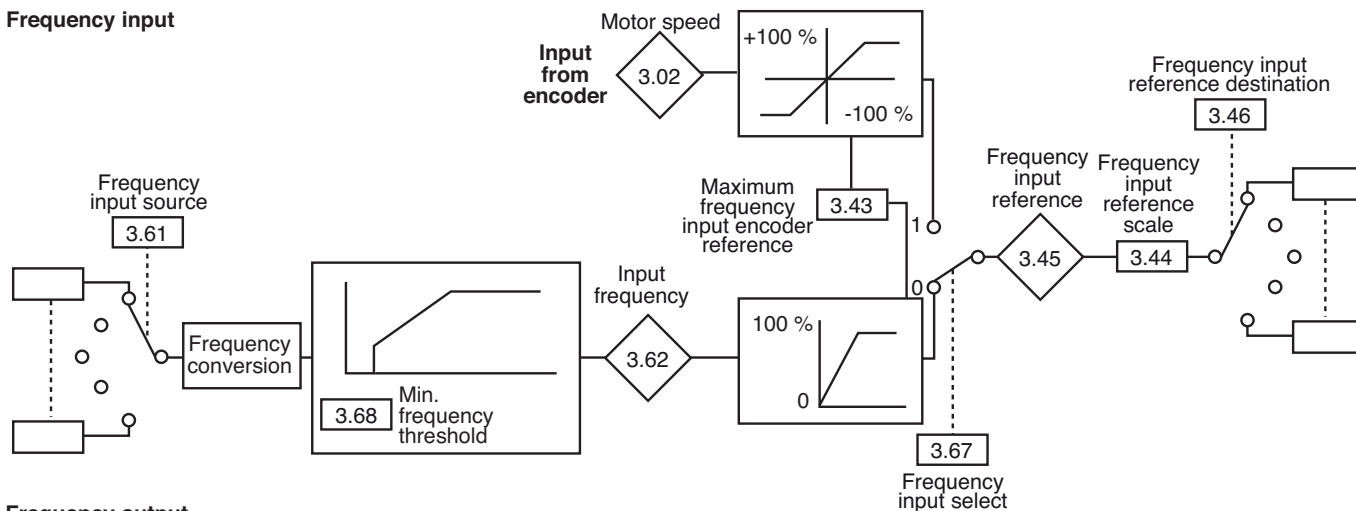 Frequency input
Motor speed
Input
from
encoder
3.02
+100 %
-100 %
Frequency input
reference destination
3.46
Frequency
input source
3.61
Maximum
frequency
input encoder
reference
3.43
1
0
Frequency
input
reference
3.45
Frequency
input
reference
scale
3.44
Frequency
conversion
3.68
Min.
frequency
threshold
Input
frequency
3.62
100 %
0
3.67
Frequency
input select
Frequency output